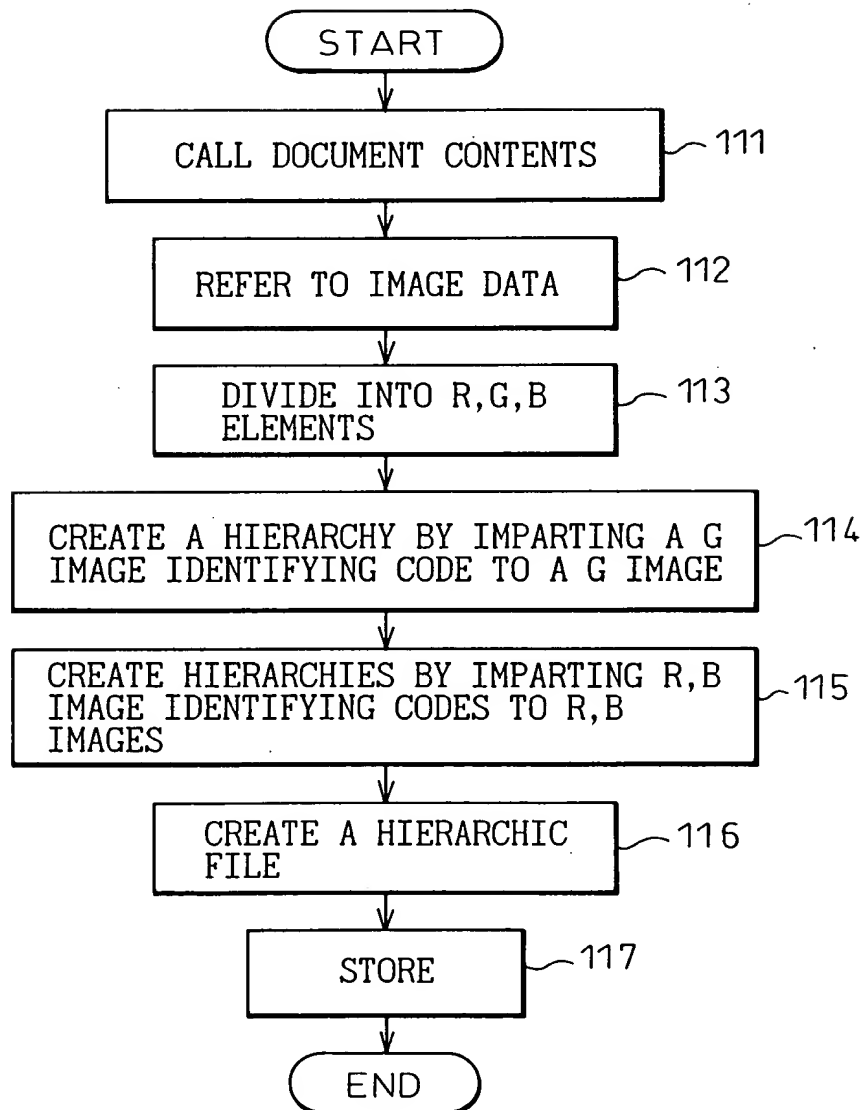 START
CALL DOCUMENT CONTENTS
111
REFER TO IMAGE DATA
112
DIVIDE INTO R,G,B
ELEMENTS
113
CREATE A HIERARCHY BY IMPARTING A G
IMAGE IDENTIFYING CODE TO A G IMAGE
114
CREATE HIERARCHIES BY IMPARTING R,B
IMAGE IDENTIFYING CODES TO R,B
IMAGES
115
CREATE A HIERARCHIC
FILE
116
STORE
117
END